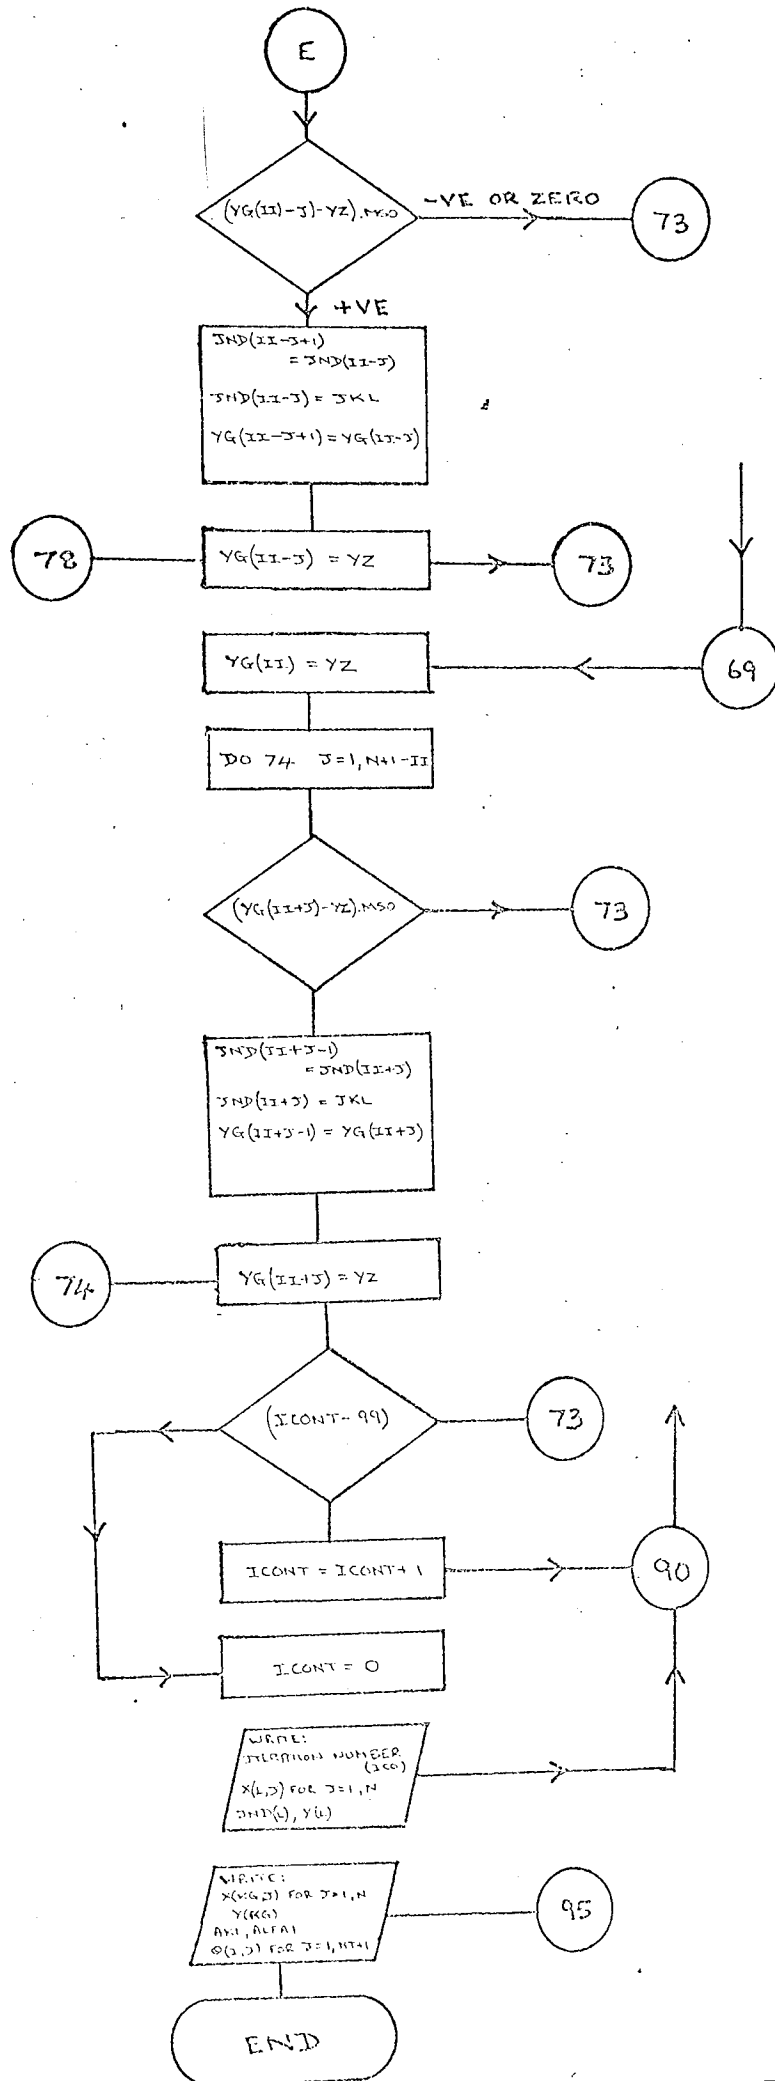 E
(YG(II)-J)-YZ).MSO
-VE OR ZERO
73
+VE
JND(II-J+1)
= JND(II-J)
JND(II-J) = JKL
YG(II-J+1) = YG(II-J)
78
YG(II-J) = YZ
73
YG(II) = YZ
69
DO 74 J=1,N+1-II
(YG(II+J)-YZ).MSO
73
JND(II+J-1)
= JND(II+J)
JND(II+J) = JKL
YG(II+J-1) = YG(II+J)
74
YG(II+J) = YZ
(ICONT-99)
73
ICONT = ICONT+1
90
ICONT = 0
WRITE:
ITERATION NUMBER
(ICO)
X(L,J) FOR J=1,N
JND(L), Y(L)
WRITE:
X(KG,J) FOR J=1,N
Y(KG)
95
, ALFA1
Q(J,J) FOR J=1,NT+1
END